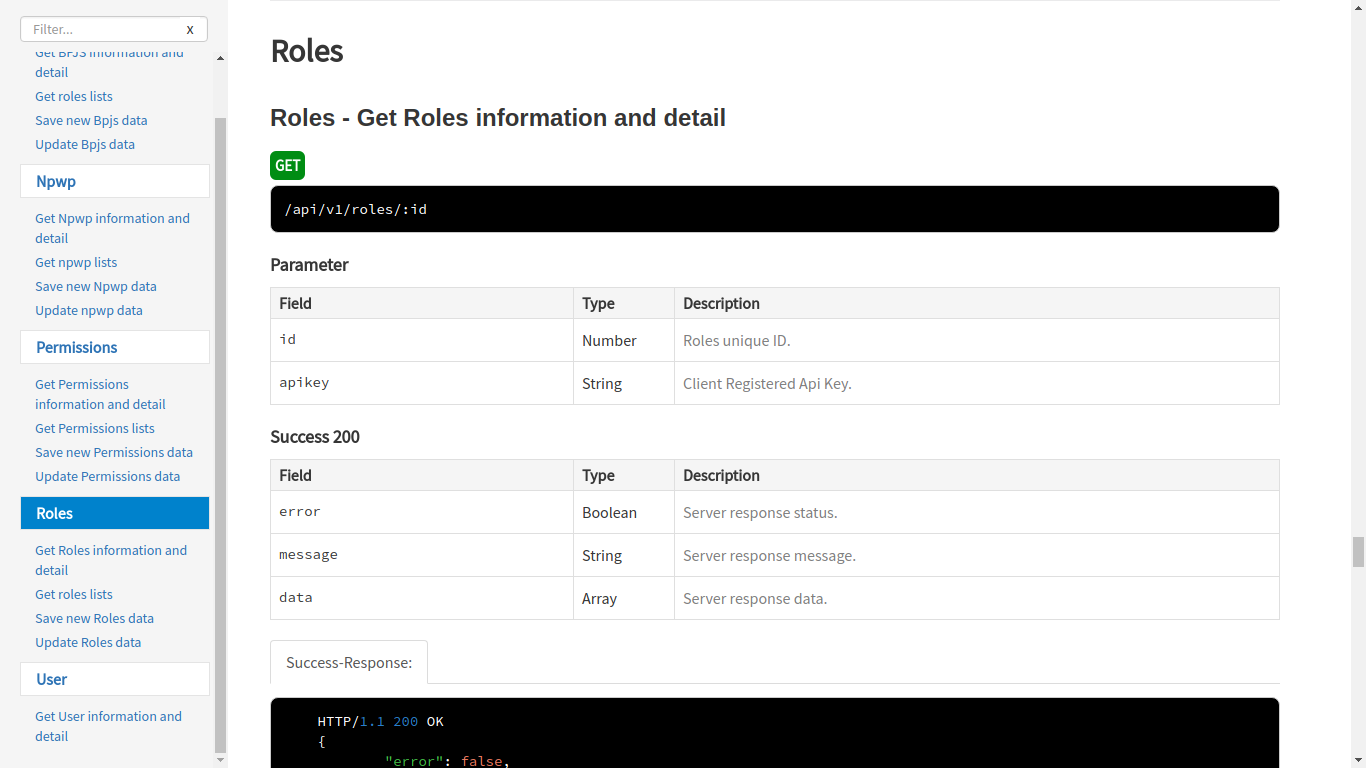 Filter...
x
Get BPJS information and
detail
Get roles lists
Save new Bpjs data
Update Bpjs data
Npwp
Get Npwp information and
detail
Get npwp lists
Save new Npwp data
Update npwp data
Permissions
Get Permissions
information and detail
Get Permissions lists
Save new Permissions data
Update Permissions data
Roles
Get Roles information and
detail
Get roles lists
Save new Roles data
Update Roles data
User
Get User information and
detail
Roles
Roles - Get Roles information and detail
GET
/api/v1/roles/:id
Parameter
Field Type Description
id Number Roles unique ID.
apikey String Client Registered Api Key.
Success 200
Field Type Description
error Boolean Server response status.
message String Server response message.
data Array Server response data.
Success-Response:
HTTP/1.1 200 OK
{
"error": false,